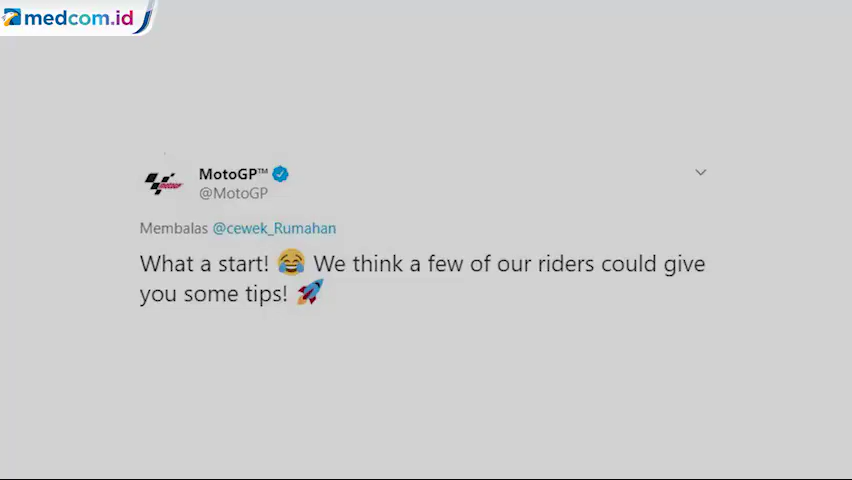 medcom.id
MotoGP™
@MotoGP
Membalas @cewek_Rumahan
What a start! 😂 We think a few of our riders could give
you some tips! 🚀